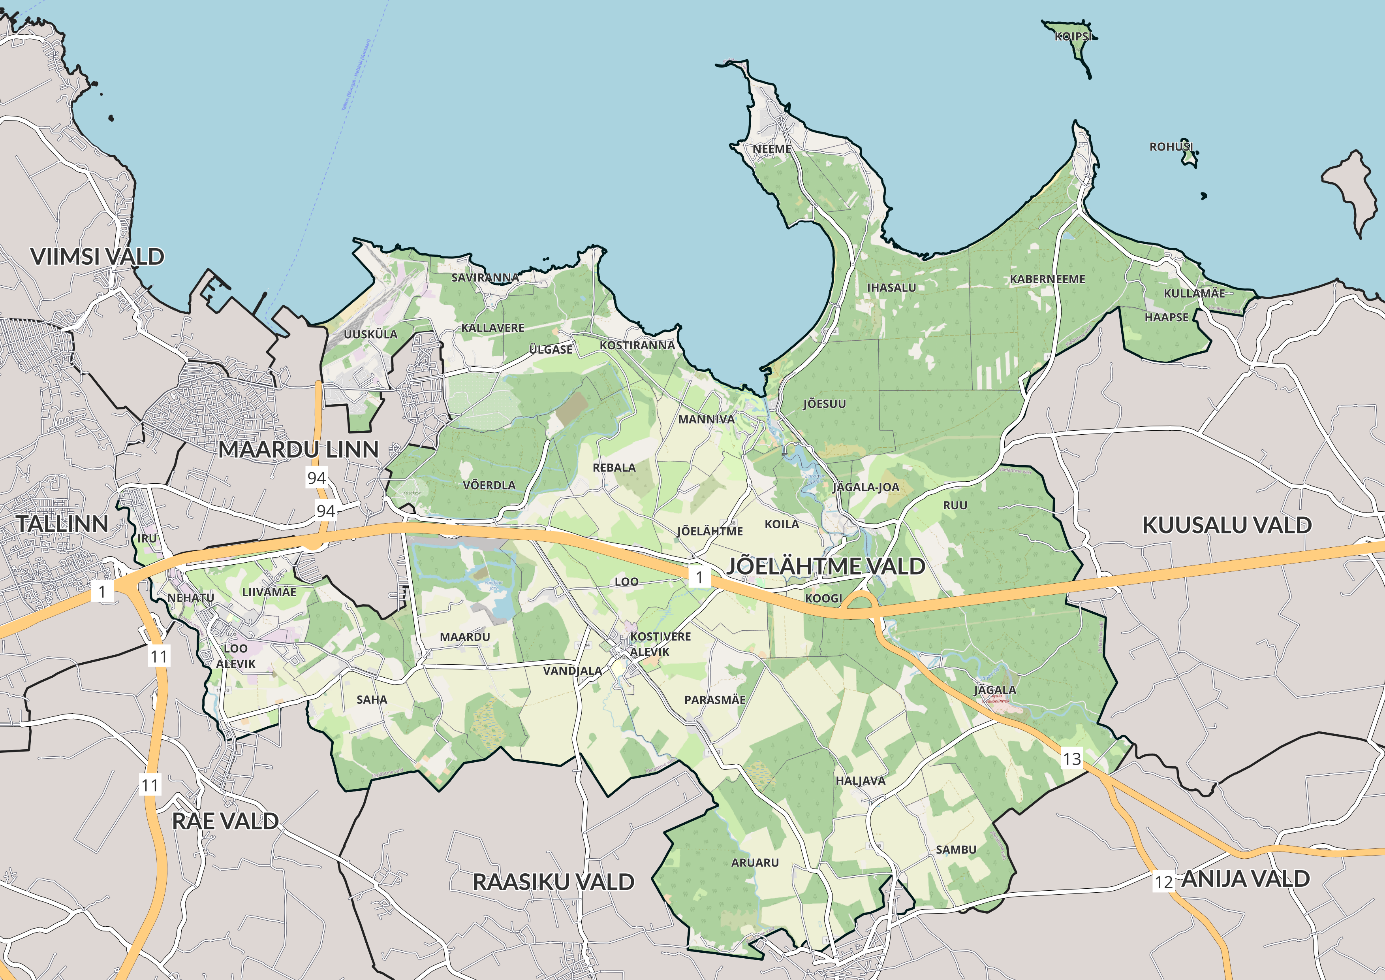 KOIPSI
NEEME
ROHUSI
VIIMSI VALD
SAVIRANNA
IHASALU
KABERNEEME
KULLAMÄE
HAAPSE
UUSKÜLA
KALLAVERE
ÜLGASE
KOSTIRANNA
JÕESUU
MANNIVA
MAARDU LINN
94
REBALA
VÕERDLA
JÄGALA-JOA
RUU
94
TALLINN
IRU
JÕELÄHTME
KOILA
KUUSALU VALD
JÕELÄHTME VALD
1
1
LOO
NEHATU
LIIVAMÄE
KOOGI
MAARDU
KOSTIVERE
ALEVIK
LOO
ALEVIK
11
VANDJALA
SAHA
PARASMÄE
JÄGALA
13
11
HALJAVA
RAE VALD
SAMBU
ARUARU
RAASIKU VALD
12
ANIJA VALD